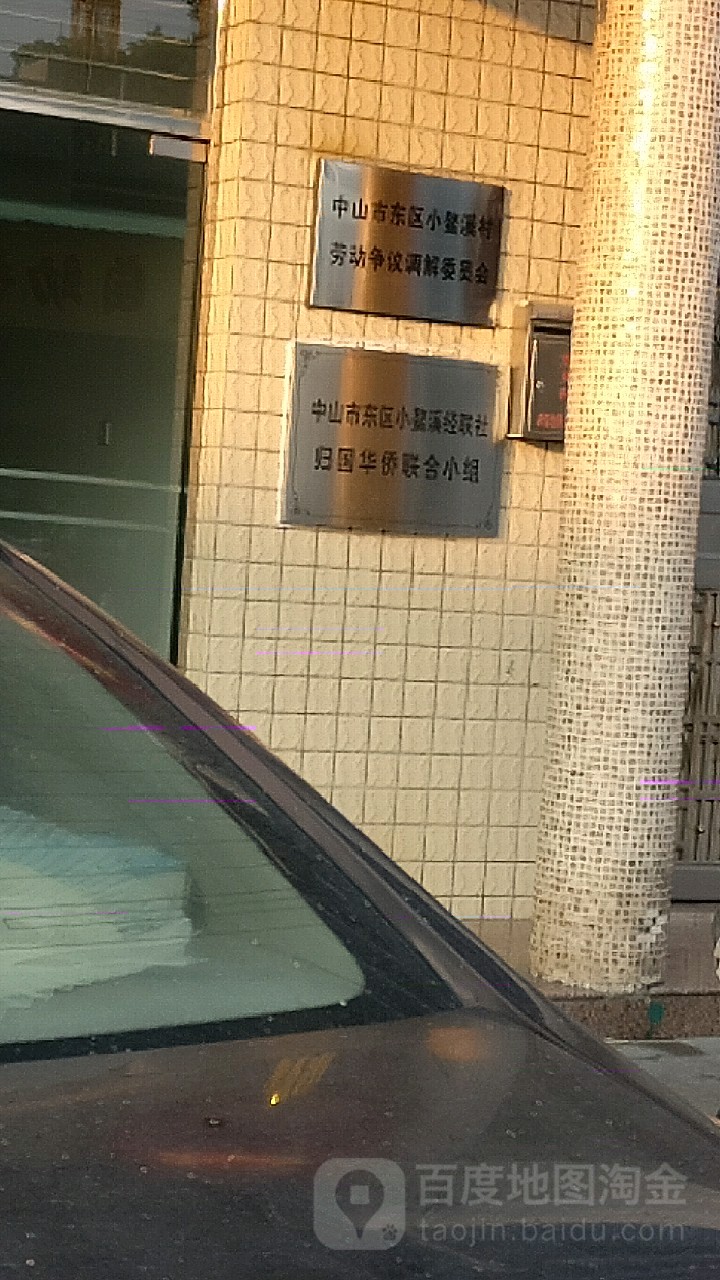 中山市东区小鳌溪村
劳动争议调解委员会
中山市东区小鳌溪经联社
归国华侨联合小组
百度地图淘金
taojin.baidu.com